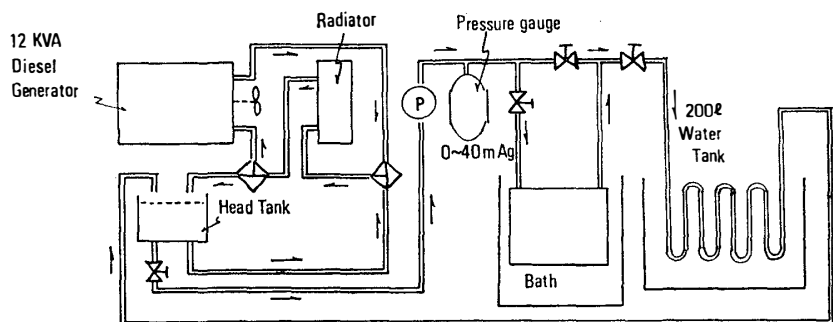 12 KVA
Diesel
Generator
Radiator
Pressure gauge
P
0~40mAg
200ℓ
Water
Tank
Head Tank
Bath